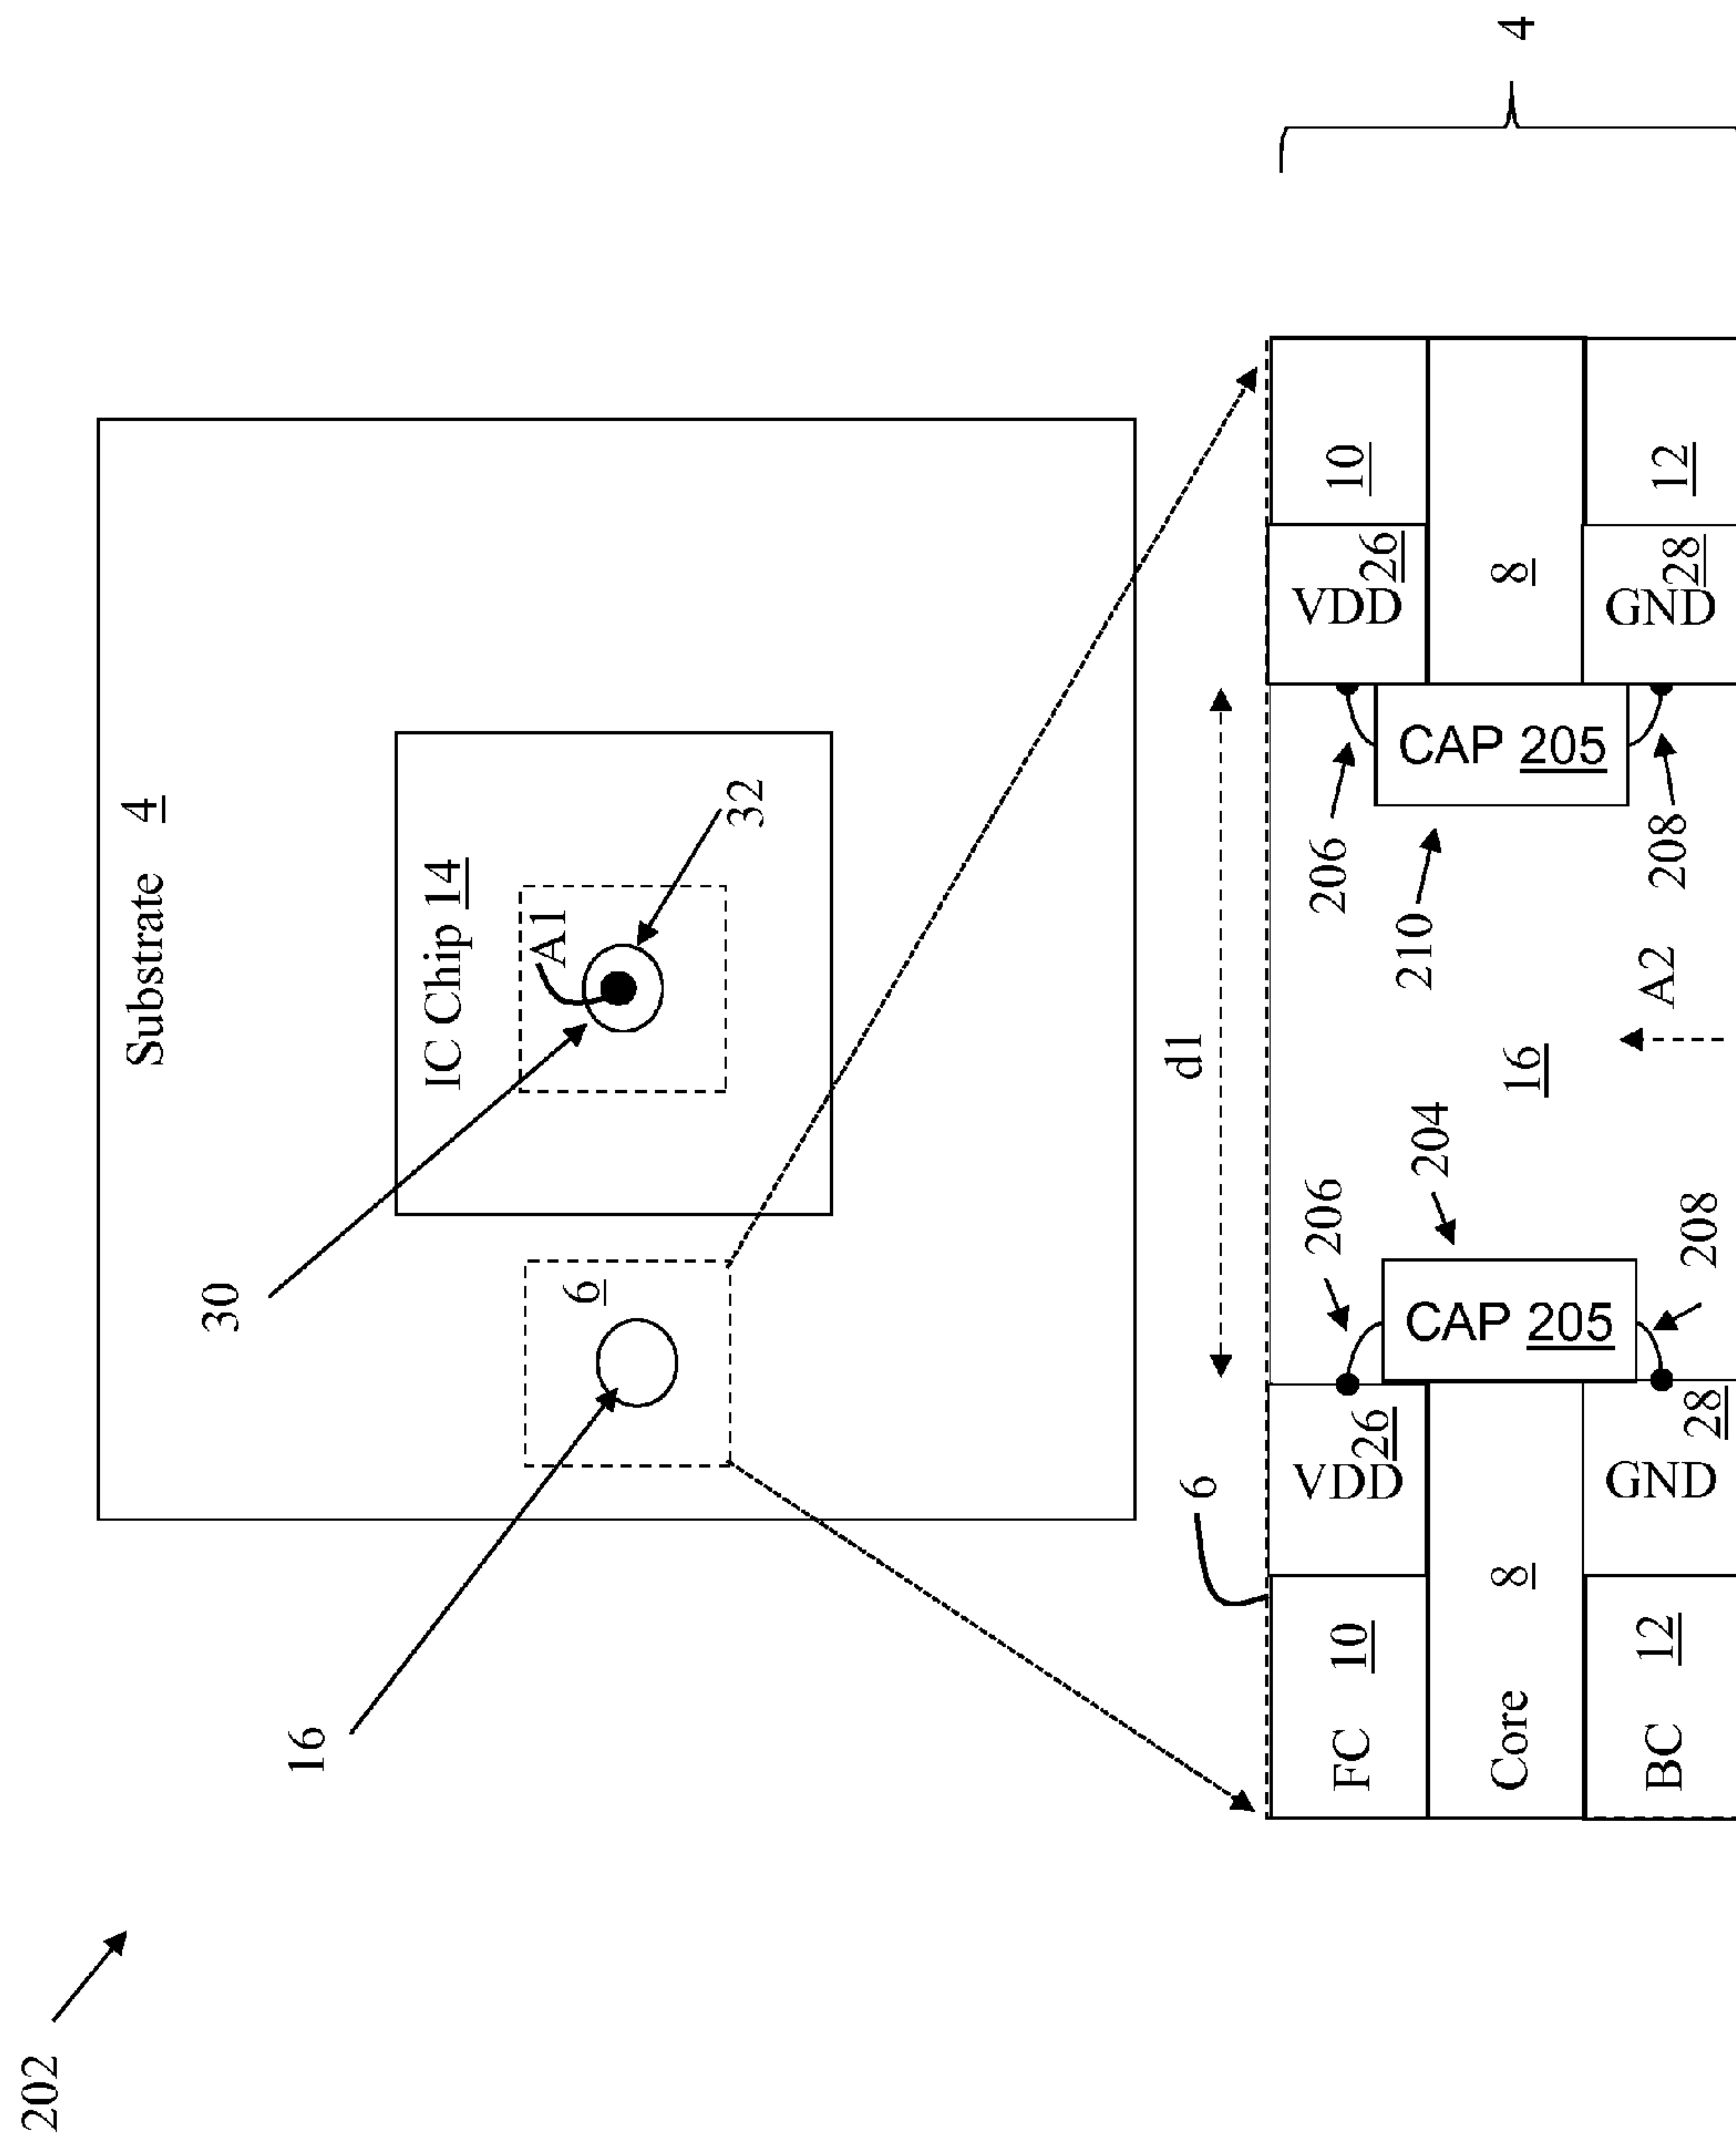 202
Substrate 4
30
16
IC Chip 14
A1
6
32
6
d1
206
206
FC 10
VDD 26
VDD 26
10
204
210
CAP 205
CAP 205
Core 8
16
8
4
A2
208
208
BC 12
GND 28
GND 28
12